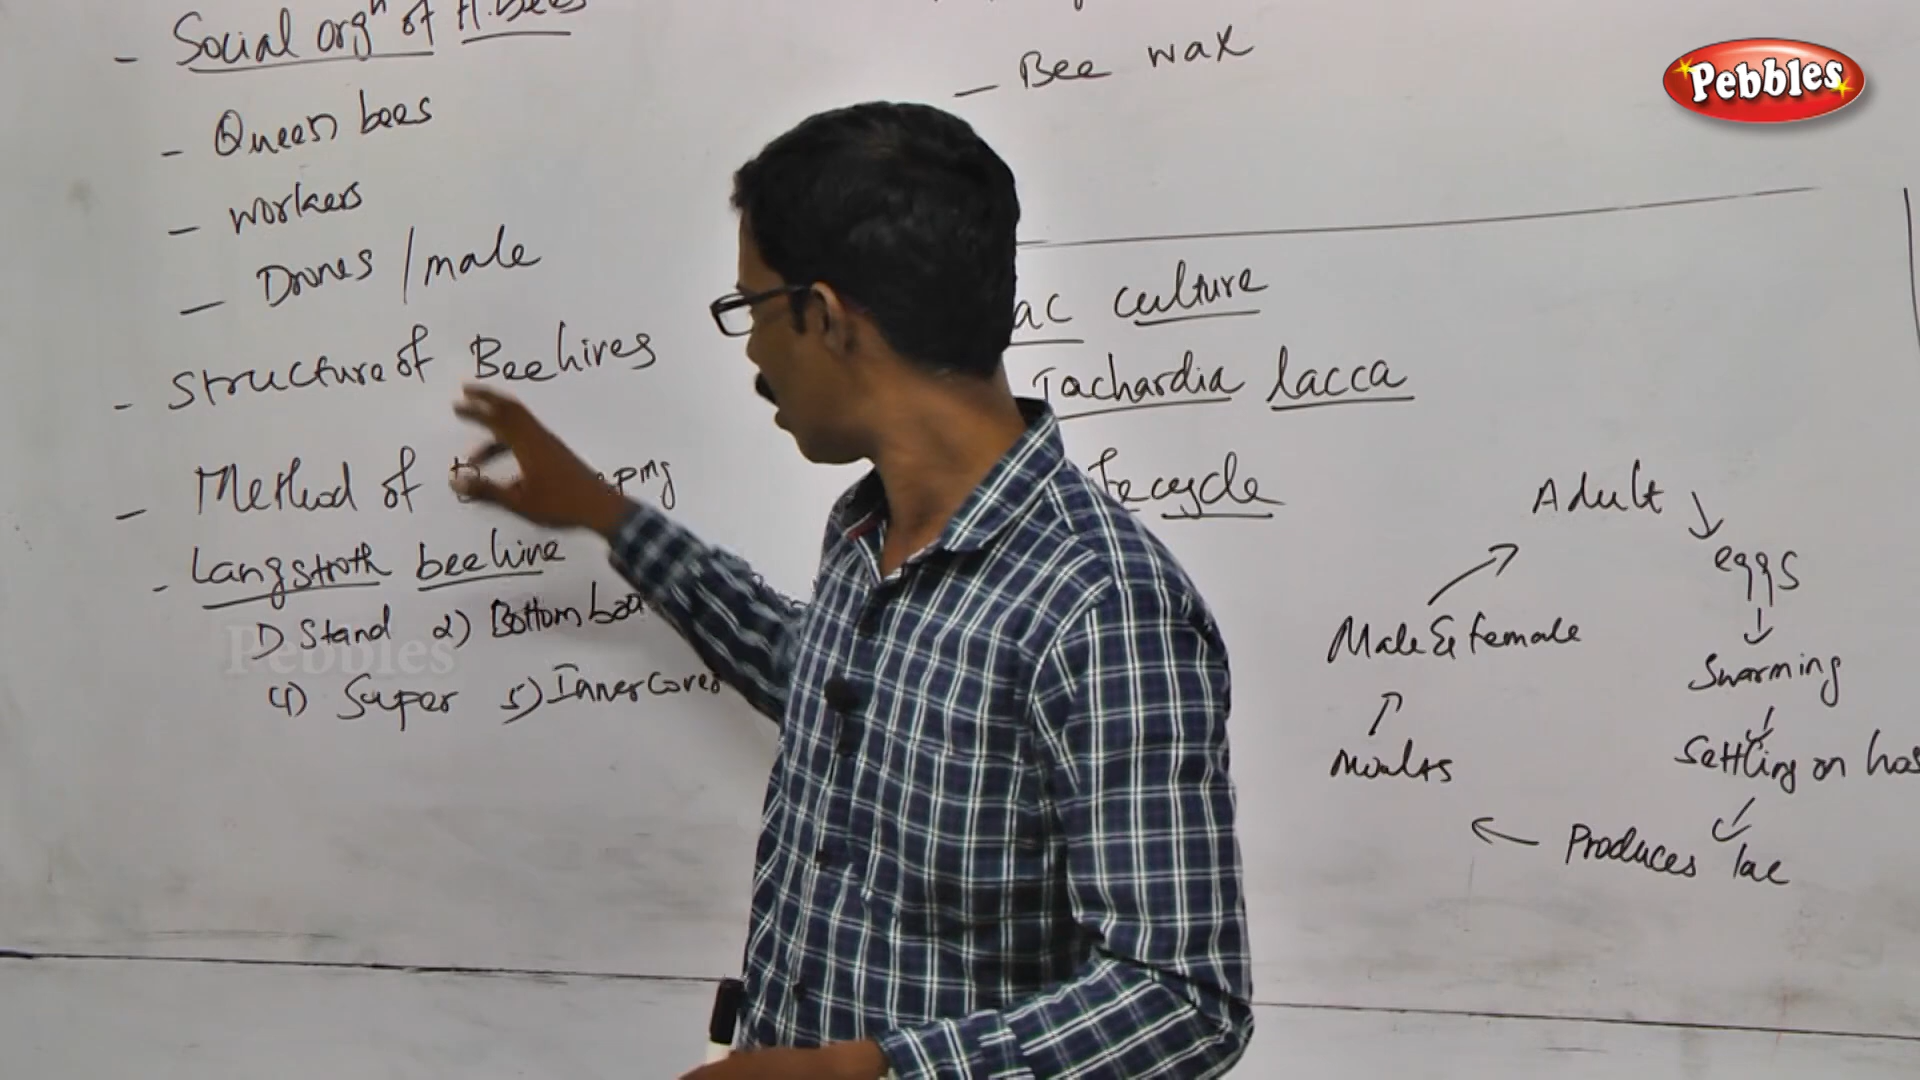 - Social orgⁿ of H.Bees
- Queen bees
- workers
- Drones / male
- Structure of Beehives
- Method of
- Langstroth beehive
1) Stand 2) Bottom
4) Super 5) Inner cover
- Bee wax
Pebbles
culture
Tachardia lacca
Adult
eggs
Swarming
Settling on
Produces lac
Moults
Male & female
Pebbles